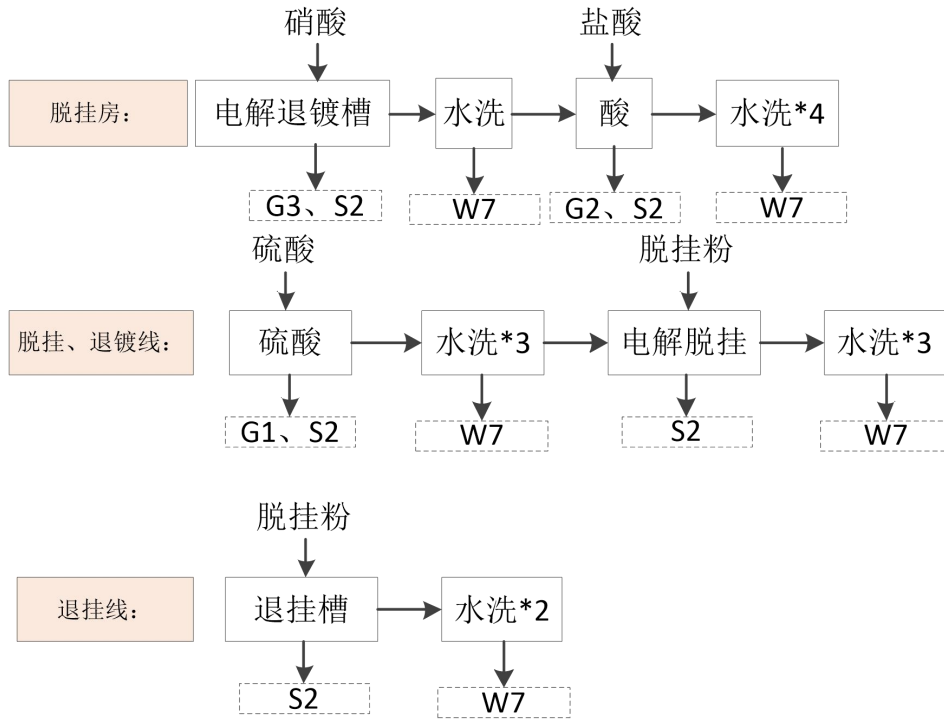 硝酸
盐酸
脱挂房：
电解退镀槽
水洗
酸
水洗*4
G3、S2
W7
G2、S2
W7
硫酸
脱挂粉
脱挂、退镀线：
硫酸
水洗*3
电解脱挂
水洗*3
G1、S2
W7
S2
W7
脱挂粉
退挂线：
退挂槽
水洗*2
S2
W7